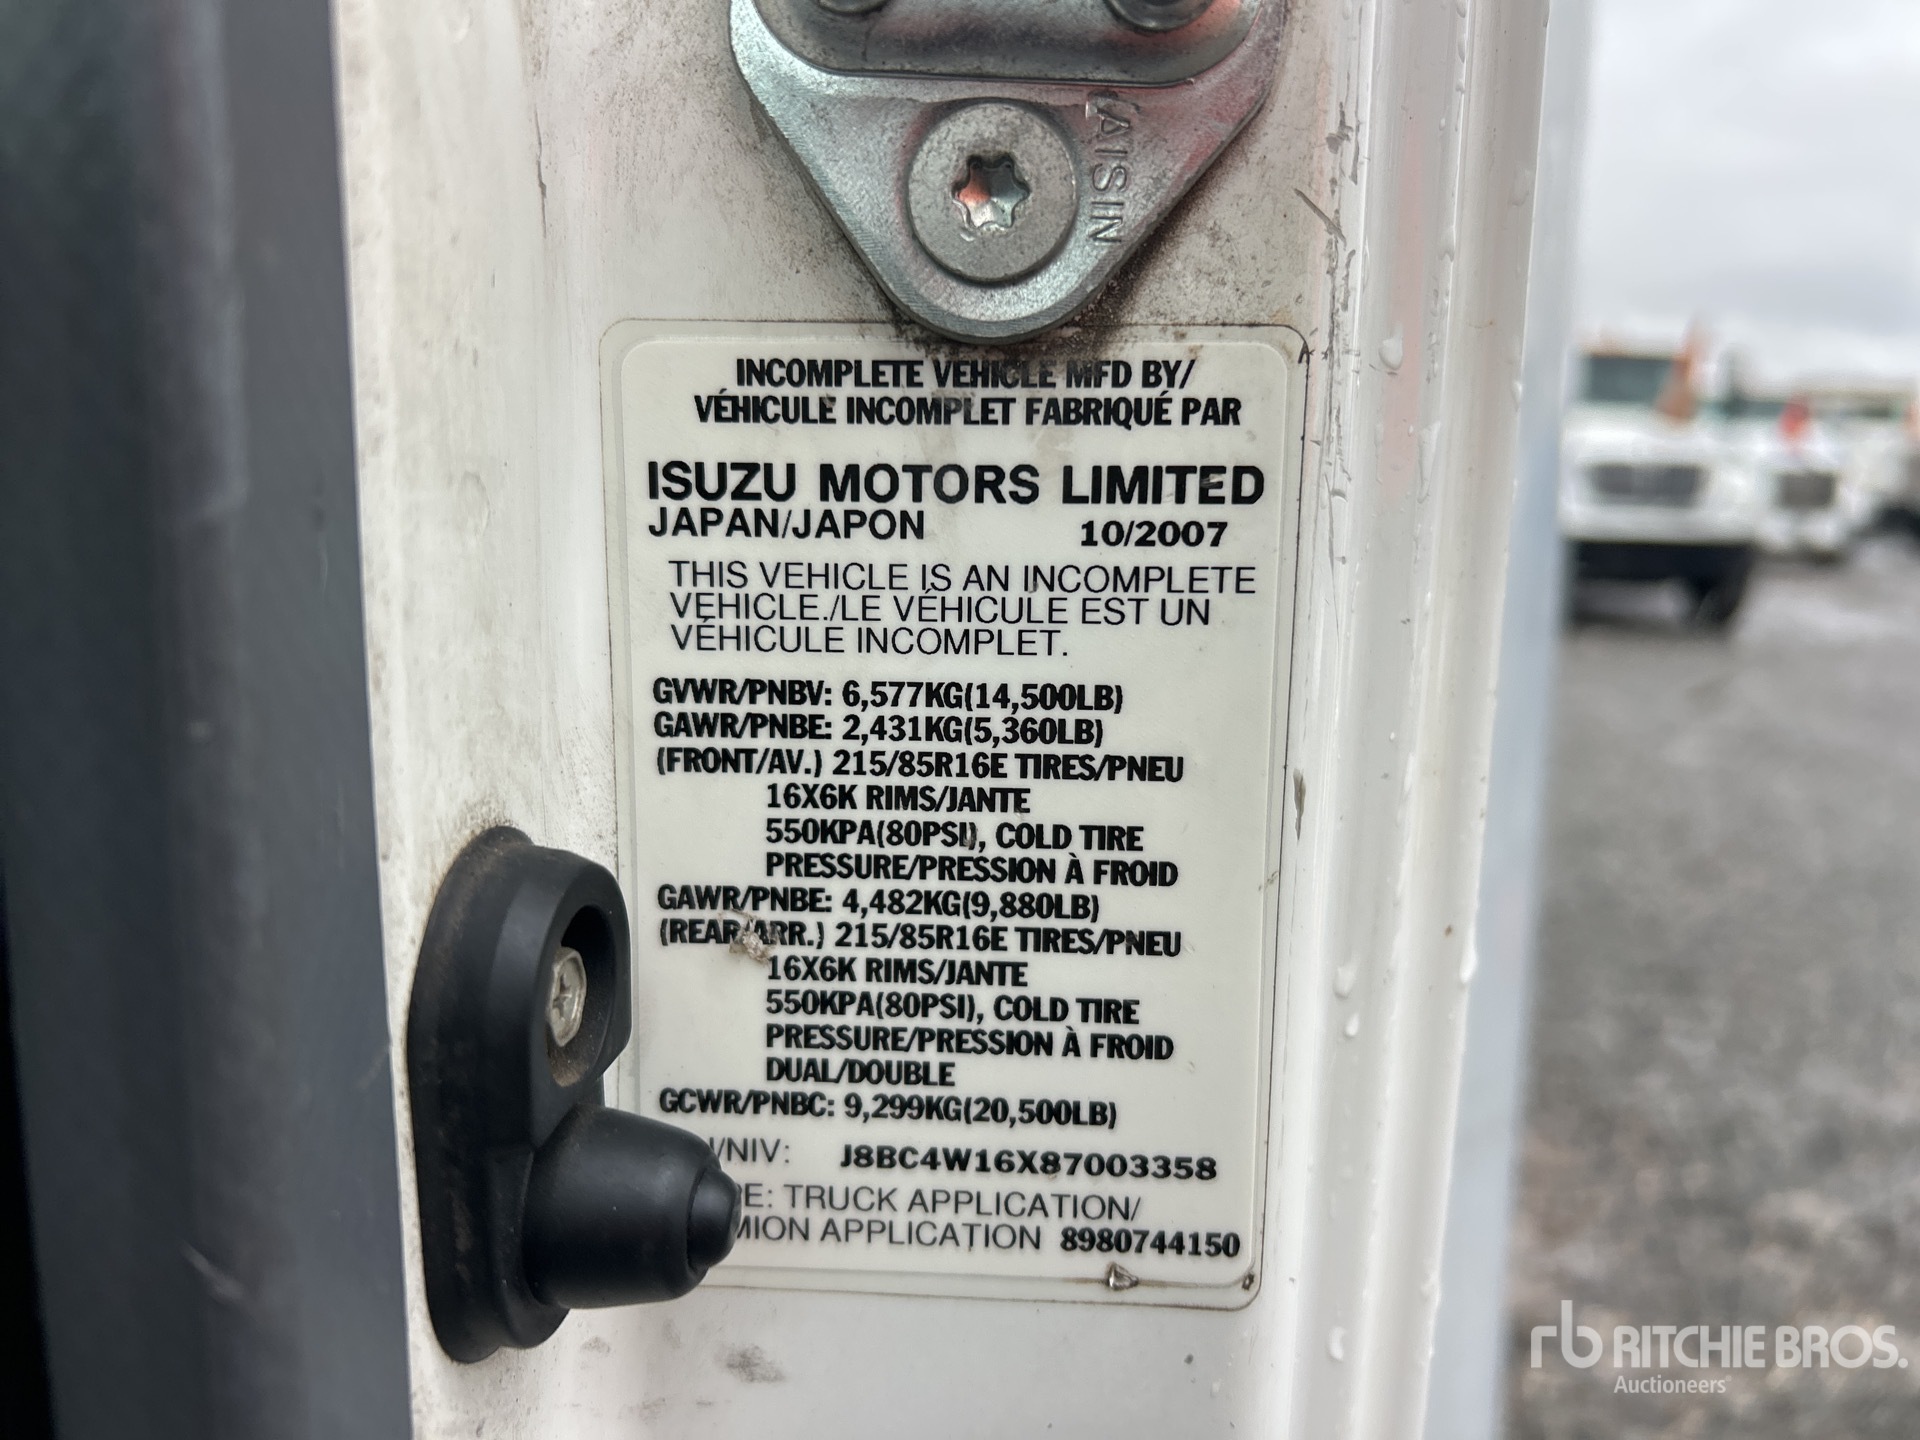 AISIN
INCOMPLETE VEHICLE MFD BY/
VÉHICULE INCOMPLET FABRIQUÉ PAR
ISUZU MOTORS LIMITED
JAPAN/JAPON 10/2007
THIS VEHICLE IS AN INCOMPLETE
VEHICLE./LE VÉHICULE EST UN
VÉHICULE INCOMPLET.
GVWR/PNBV: 6,577KG(14,500LB)
GAWR/PNBE: 2,431KG(5,360LB)
(FRONT/AV.) 215/85R16E TIRES/PNEU
16X6K RIMS/JANTE
550KPA(80PSI), COLD TIRE
PRESSURE/PRESSION À FROID
GAWR/PNBE: 4,482KG(9,880LB)
(REAR/ARR.) 215/85R16E TIRES/PNEU
16X6K RIMS/JANTE
550KPA(80PSI), COLD TIRE
PRESSURE/PRESSION À FROID
DUAL/DOUBLE
GCWR/PNBC: 9,299KG(20,500LB)
/NIV: J8BC4W16X87003358
E: TRUCK APPLICATION/
MION APPLICATION 8980744150
rb RITCHIE BROS.
Auctioneers